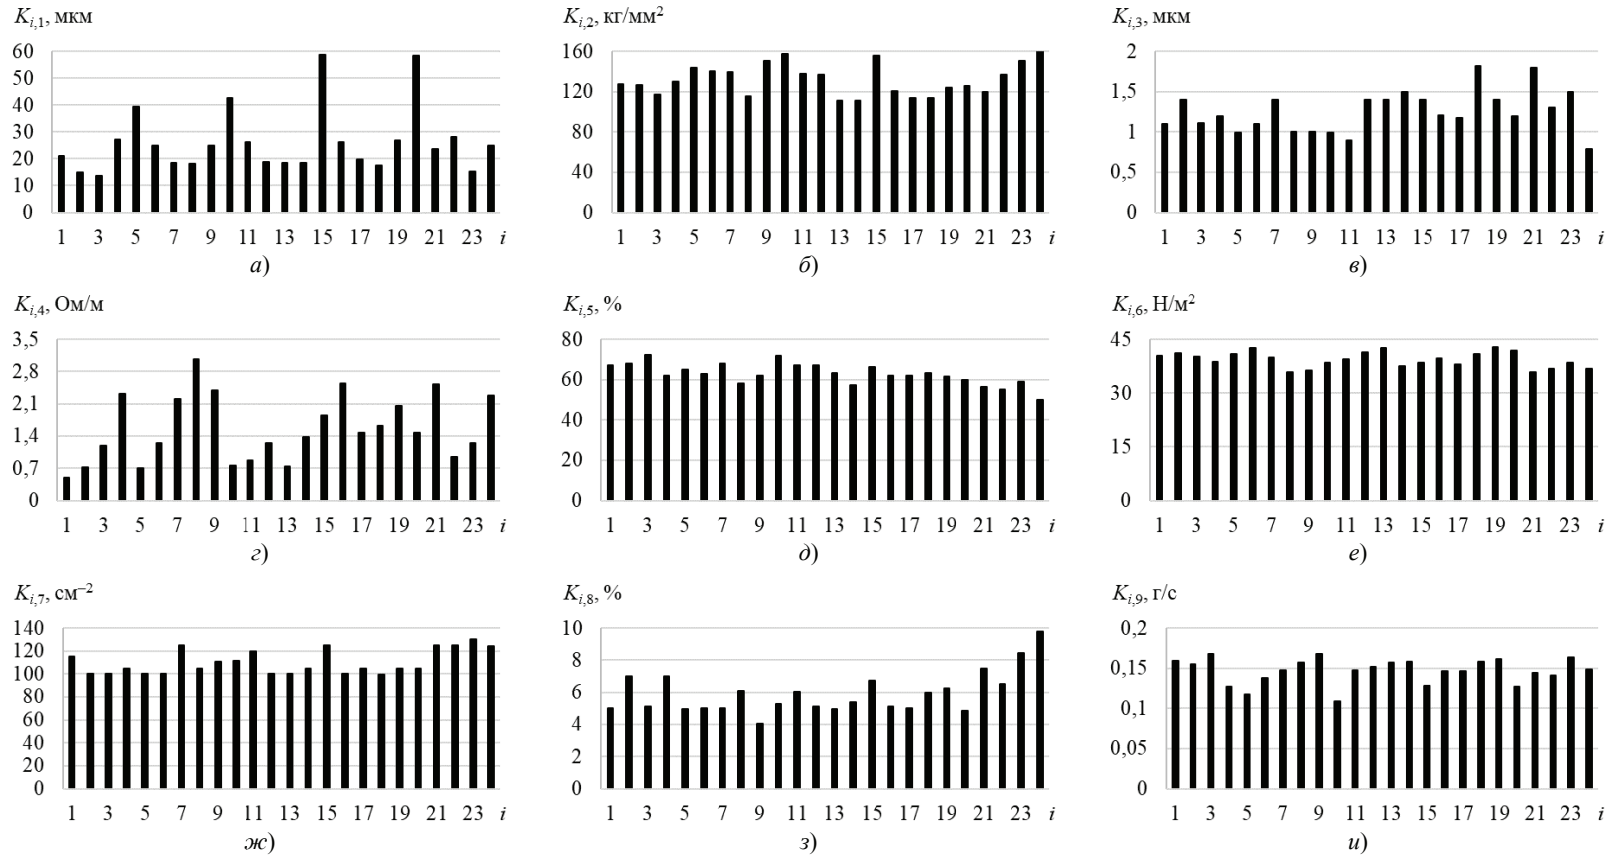 K_i,1, мкм
60
50
40
30
20
10
0
1 3 5 7 9 11 13 15 17 19 21 23 i
а)
K_i,2, кг/мм²
160
120
80
40
0
1 3 5 7 9 11 13 15 17 19 21 23 i
б)
K_i,3, мкм
2
1,5
1
0,5
0
1 3 5 7 9 11 13 15 17 19 21 23 i
в)
K_i,4, Ом/м
3,5
2,8
2,1
1,4
0,7
0
1 3 5 7 9 11 13 15 17 19 21 23 i
г)
K_i,5, %
80
60
40
20
0
1 3 5 7 9 11 13 15 17 19 21 23 i
д)
K_i,6, Н/м²
45
30
15
0
1 3 5 7 9 11 13 15 17 19 21 23 i
е)
K_i,7, см⁻²
140
120
100
80
60
40
20
0
1 3 5 7 9 11 13 15 17 19 21 23 i
ж)
K_i,8, %
10
8
6
4
2
0
1 3 5 7 9 11 13 15 17 19 21 23 i
з)
K_i,9, г/с
0,2
0,15
0,1
0,05
0
1 3 5 7 9 11 13 15 17 19 21 23 i
и)